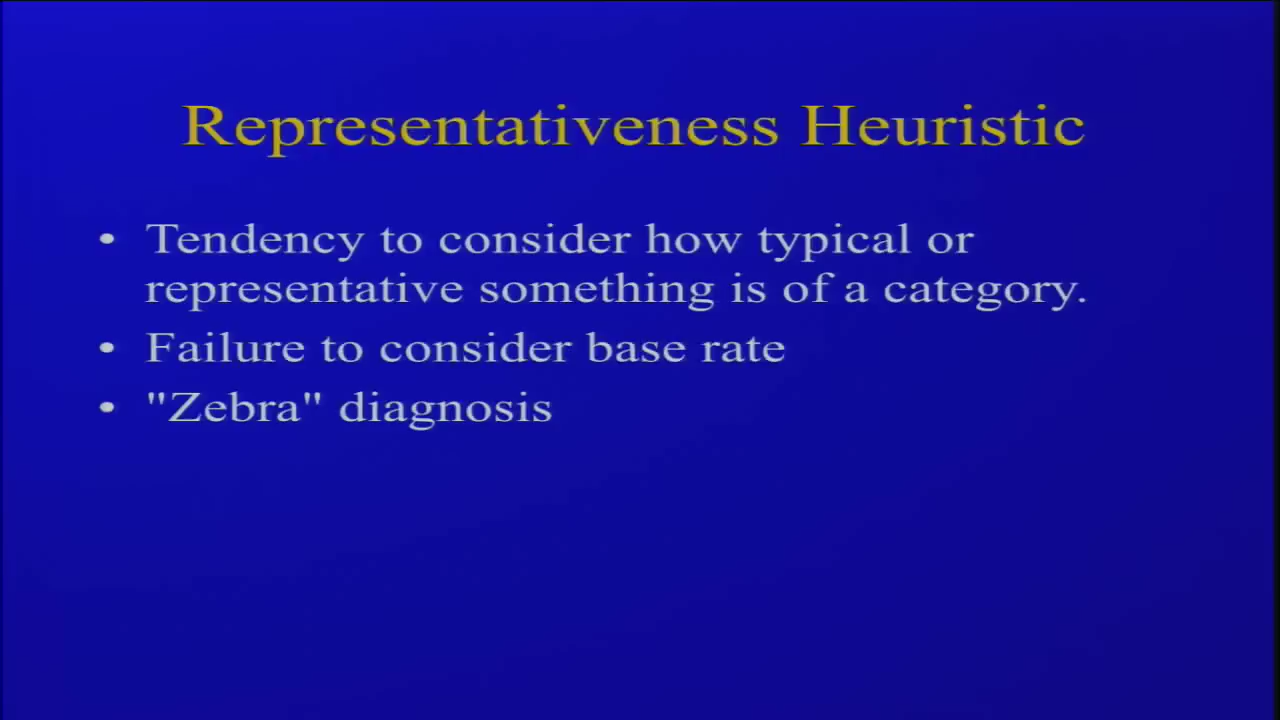 Representativeness Heuristic
• Tendency to consider how typical or
representative something is of a category.
• Failure to consider base rate
• "Zebra" diagnosis